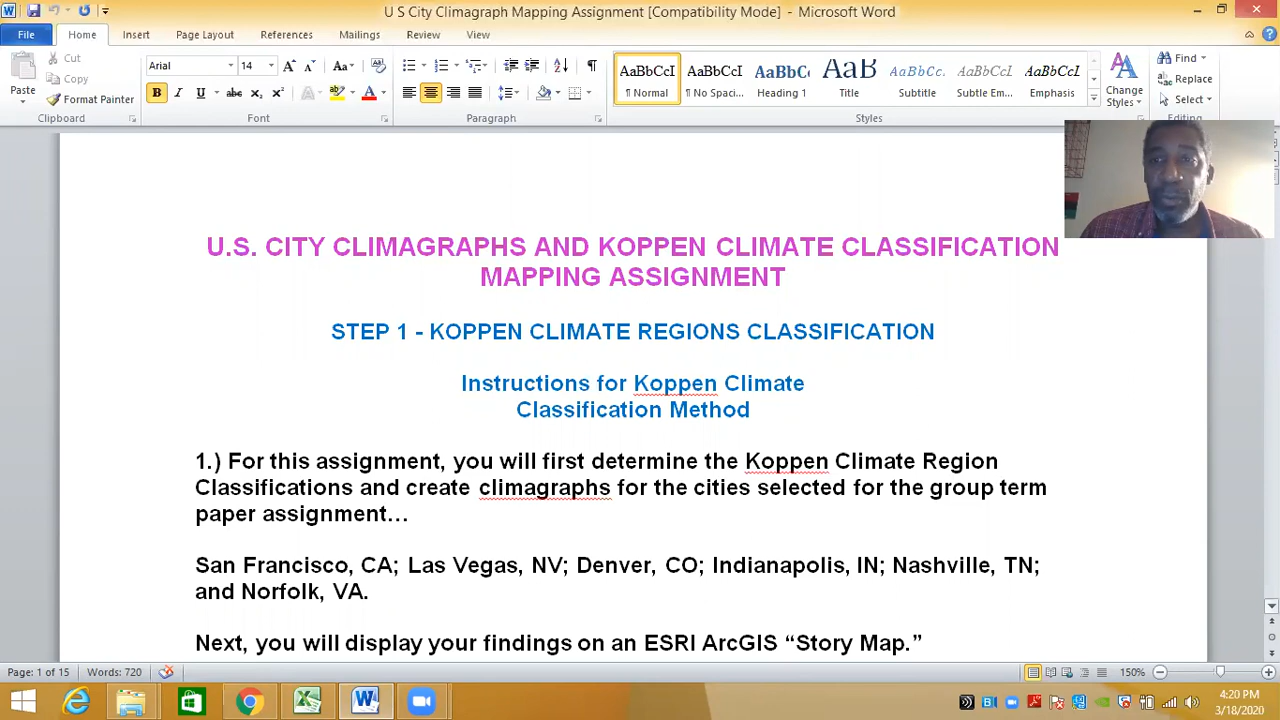 U S City Climagraph Mapping Assignment [Compatibility Mode] - Microsoft Word
File Home Insert Page Layout References Mailings Review View
Cut
Copy
Paste
Format Painter
Clipboard
Arial 14
Font
Paragraph
AaBbCcI AaBbCcI AaBbC AaB AaBbCcI AaBbCcI AaBbCcI
¶ Normal ¶ No Spaci... Heading 1 Title Subtitle Subtle Em... Emphasis
Change
Styles
Styles
Find
Replace
Select
Editing
U.S. CITY CLIMAGRAPHS AND KOPPEN CLIMATE CLASSIFICATION
MAPPING ASSIGNMENT
STEP 1 - KOPPEN CLIMATE REGIONS CLASSIFICATION
Instructions for Koppen Climate
Classification Method
1.) For this assignment, you will first determine the Koppen Climate Region
Classifications and create climagraphs for the cities selected for the group term
paper assignment…
San Francisco, CA; Las Vegas, NV; Denver, CO; Indianapolis, IN; Nashville, TN;
and Norfolk, VA.
Next, you will display your findings on an ESRI ArcGIS “Story Map.”
Page: 1 of 15 Words: 720 150%
4:20 PM
3/18/2020